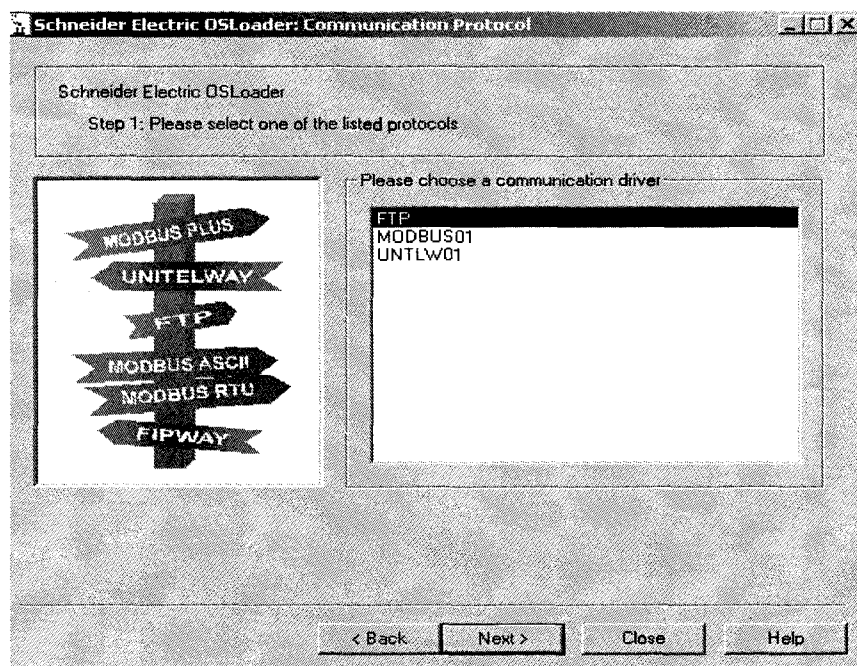 Schneider Electric OSLoader: Communication Protocol
Schneider Electric OSLoader
Step 1: Please select one of the listed protocols
MODBUS PLUS
UNITELWAY
FTP
MODBUS ASCII
MODBUS RTU
FIPWAY
Please choose a communication driver
FTP
MODBUS01
UNTLW01
< Back
Next >
Close
Help